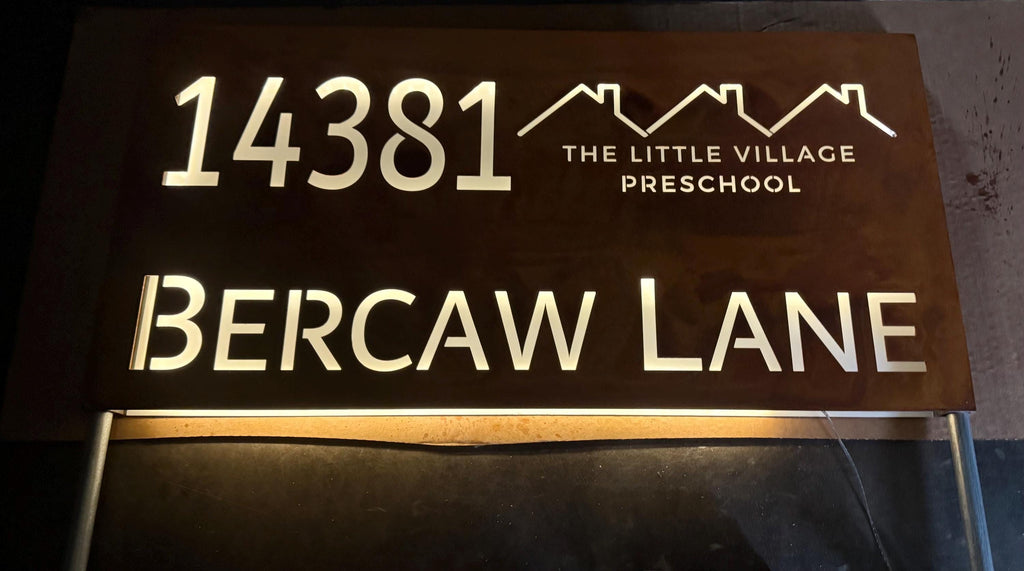 14381
THE LITTLE VILLAGE
PRESCHOOL
BERCAW LANE